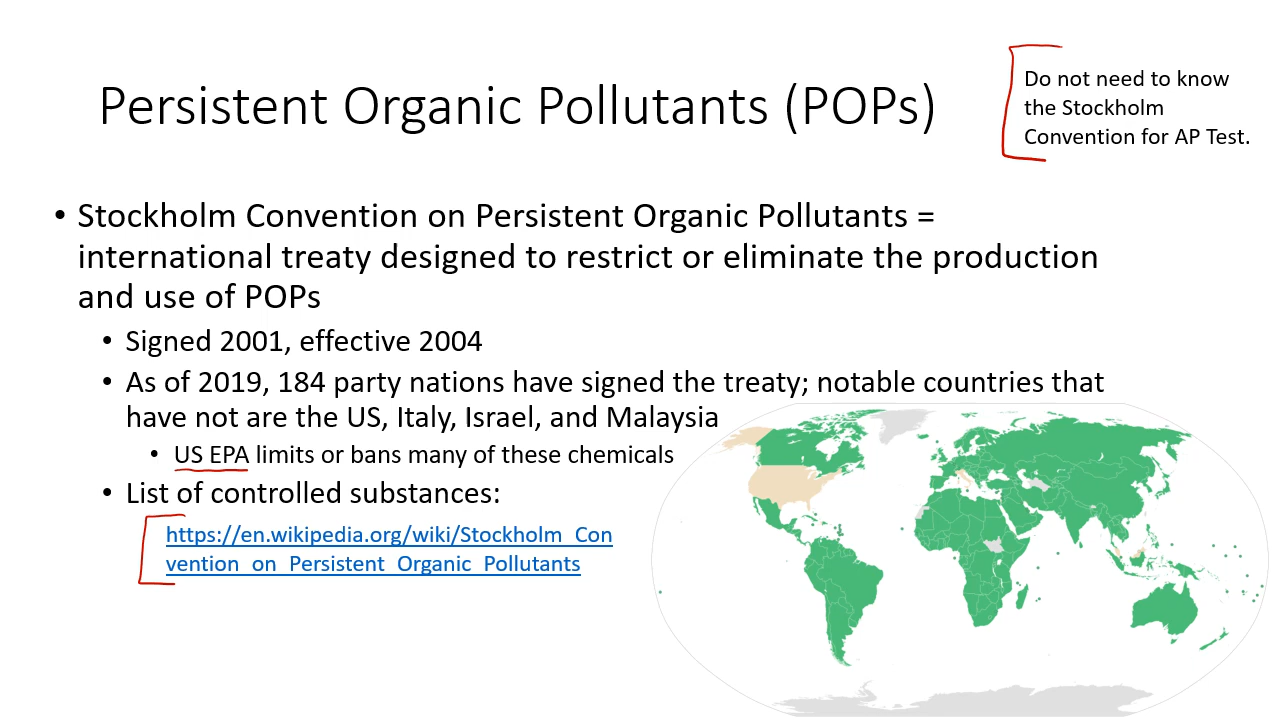 Persistent Organic Pollutants (POPs)
Do not need to know
the Stockholm
Convention for AP Test.
• Stockholm Convention on Persistent Organic Pollutants =
international treaty designed to restrict or eliminate the production
and use of POPs
• Signed 2001, effective 2004
• As of 2019, 184 party nations have signed the treaty; notable countries that
have not are the US, Italy, Israel, and Malaysia
• US EPA limits or bans many of these chemicals
• List of controlled substances:
https://en.wikipedia.org/wiki/Stockholm_Con
vention_on_Persistent_Organic_Pollutants